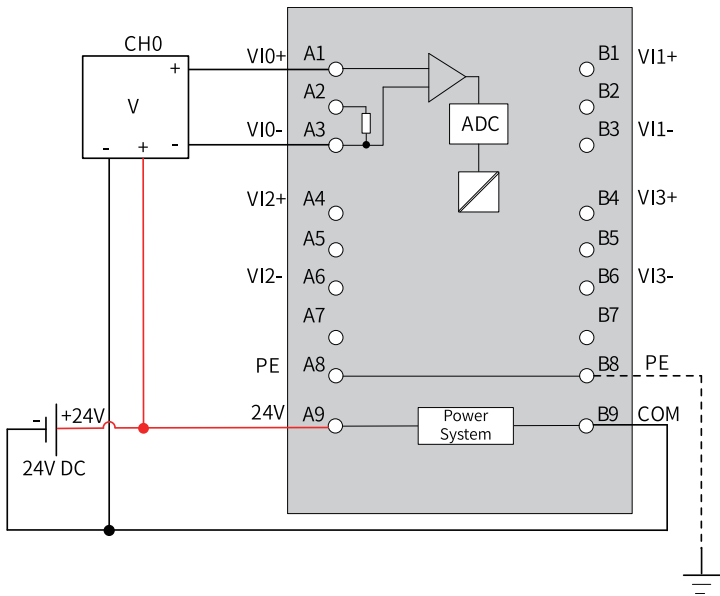 CH0
+
V
-
- +
VI0+ A1
A2
VI0- A3
ADC
B1 VI1+
B2
B3 VI1-
VI2+ A4
A5
VI2- A6
A7
PE A8
24V A9
B4 VI3+
B5
B6 VI3-
B7
B8 PE
B9 COM
Power
System
- +24V
24V DC